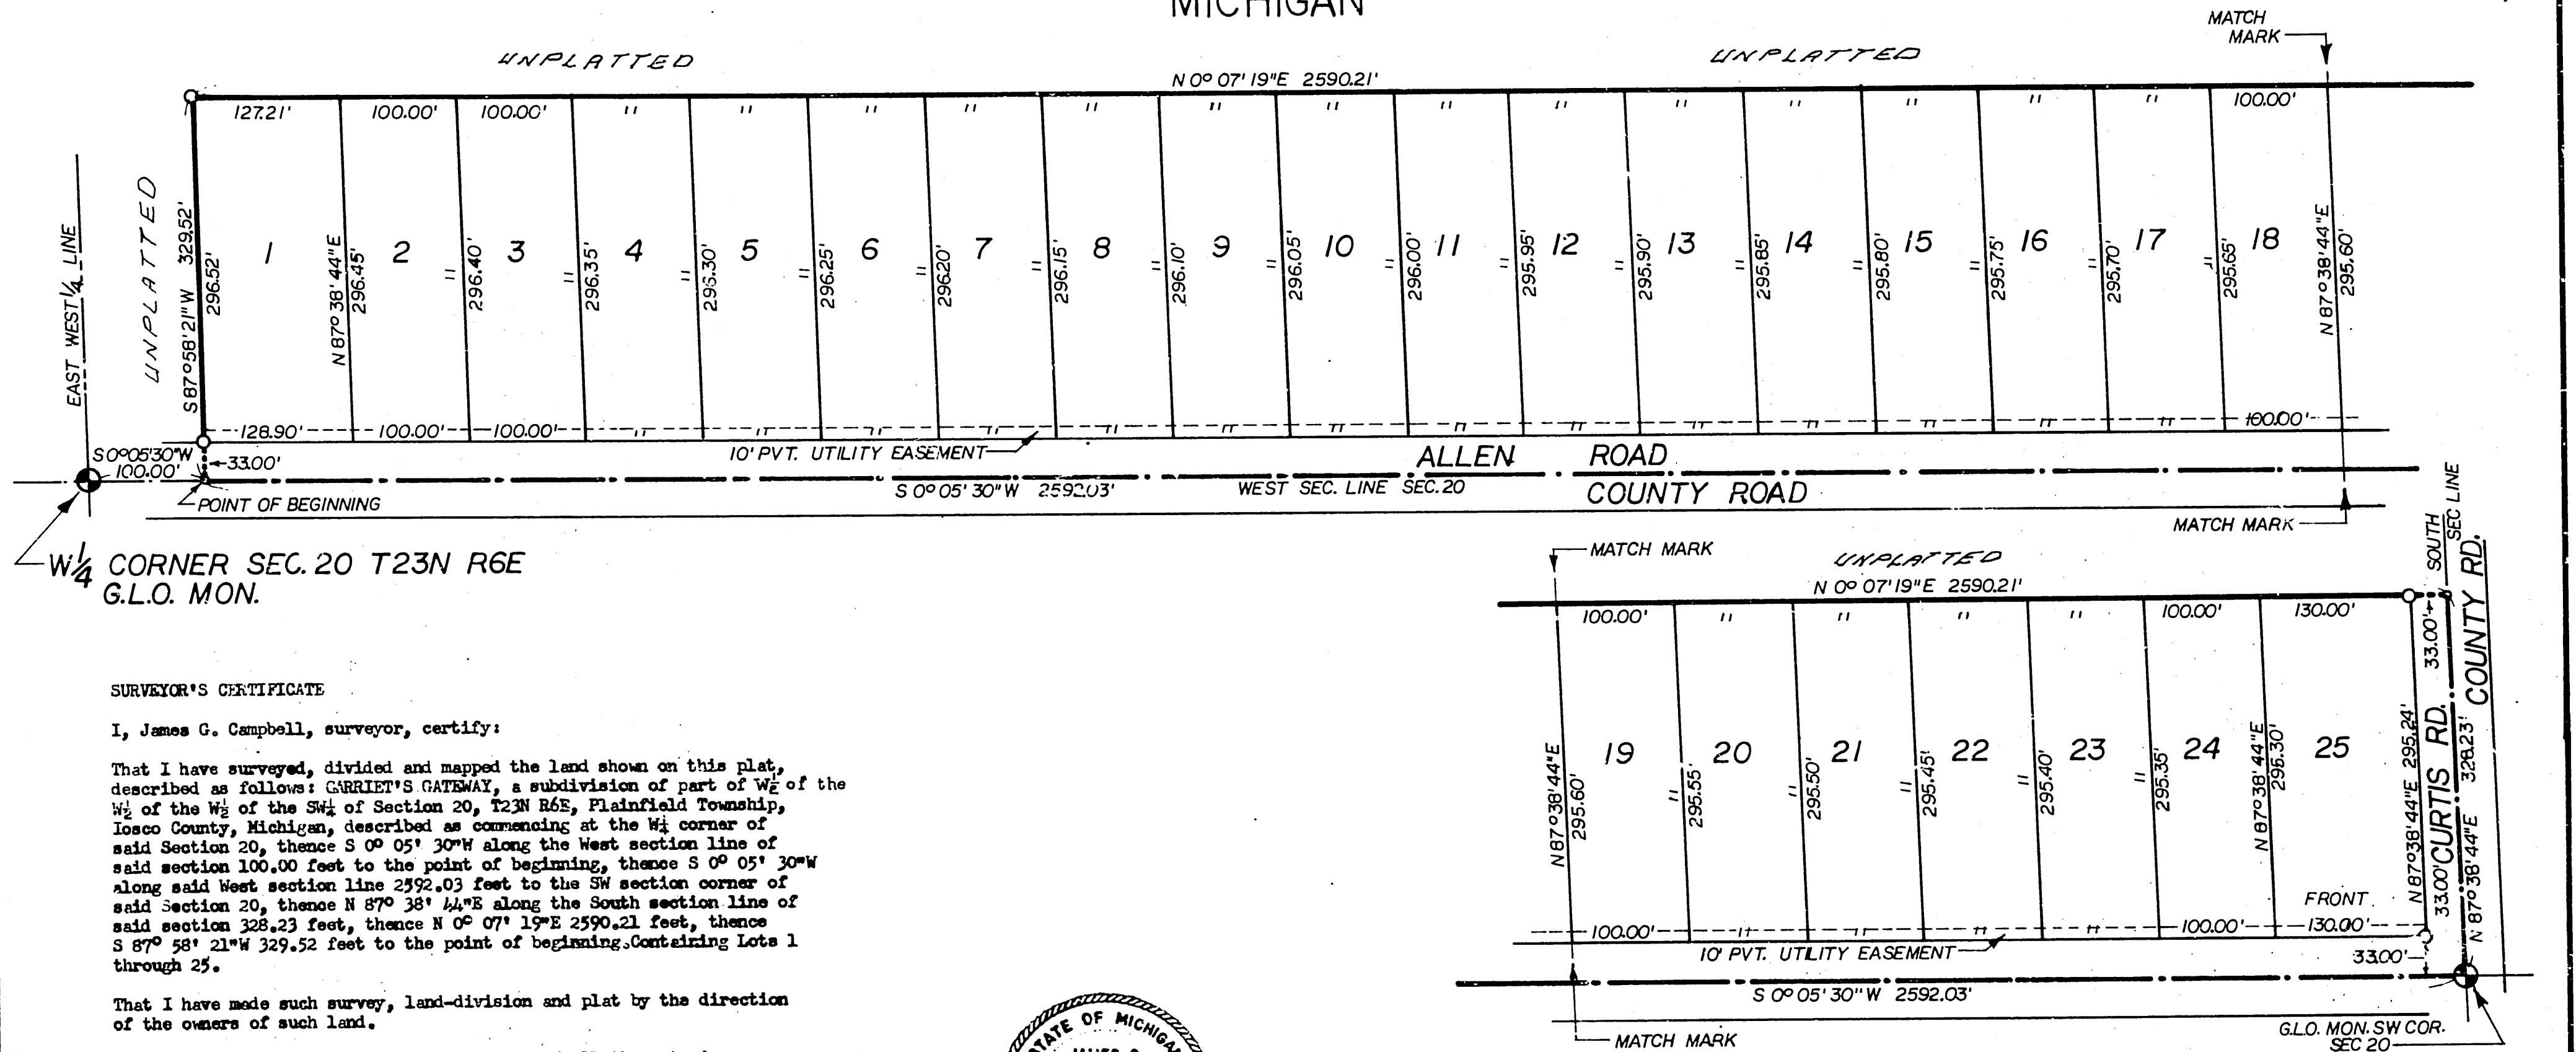 MICHIGAN
MATCH
MARK
UNPLATTED
UNPLATTED
N 0° 07' 19"E 2590.21'
127.21' 100.00' 100.00' " " " " " " " " " " " " " " 100.00'
EAST WEST 1/4 LINE
UNPLATTED
S 87° 58' 21"W 329.52'
296.52'
1
N 87° 38' 44"E
296.45'
2
" 296.40'
3
" 296.35'
4
" 296.30'
5
" 296.25'
6
" 296.20'
7
" 296.15'
8
" 296.10'
9
" 296.05'
10
" 296.00'
11
" 295.95'
12
" 295.90'
13
" 295.85'
14
" 295.80'
15
" 295.75'
16
" 295.70'
17
" 295.65'
18
N 87° 38' 44"E
295.60'
128.90' 100.00' 100.00' " " " " " " " " " " " " " " 100.00'
10' PVT. UTILITY EASEMENT
S 0° 05' 30"W
100.00'
33.00'
ALLEN ROAD
S 0° 05' 30" W 2592.03' WEST SEC. LINE SEC. 20
COUNTY ROAD
POINT OF BEGINNING
MATCH MARK
W 1/4 CORNER SEC. 20 T23N R6E
G.L.O. MON.
MATCH MARK
UNPLATTED
N 0° 07' 19"E 2590.21'
100.00' " " " " 100.00' 130.00'
N 87° 38' 44"E
295.60'
19
" 295.55'
20
" 295.50'
21
" 295.45'
22
" 295.40'
23
" 295.35'
24
N 87° 38' 44"E
295.30'
25
N 87° 38' 44"E 295.24'
33.00' CURTIS RD. 33.00'
N 87° 38' 44"E 328.23'
COUNTY RD.
SOUTH
SEC LINE
FRONT
100.00' " " " " 100.00' 130.00'
10' PVT. UTILITY EASEMENT
33.00'
S 0° 05' 30" W 2592.03'
MATCH MARK
G.L.O. MON. SW COR.
SEC 20
SURVEYOR'S CERTIFICATE
I, James G. Campbell, surveyor, certify:
That I have surveyed, divided and mapped the land shown on this plat,
described as follows: GARRIET'S GATEWAY, a subdivision of part of W½ of the
W½ of the W½ of the SW¼ of Section 20, T23N R6E, Plainfield Township,
Iosco County, Michigan, described as commencing at the W¼ corner of
said Section 20, thence S 0° 05' 30"W along the West section line of
said section 100.00 feet to the point of beginning, thence S 0° 05' 30"W
along said West section line 2592.03 feet to the SW section corner of
said Section 20, thence N 87° 38' 44"E along the South section line of
said section 328.23 feet, thence N 0° 07' 19"E 2590.21 feet, thence
S 87° 58' 21"W 329.52 feet to the point of beginning. Containing Lots 1
through 25.
That I have made such survey, land-division and plat by the direction
of the owners of such land.
STATE OF MICHIGAN